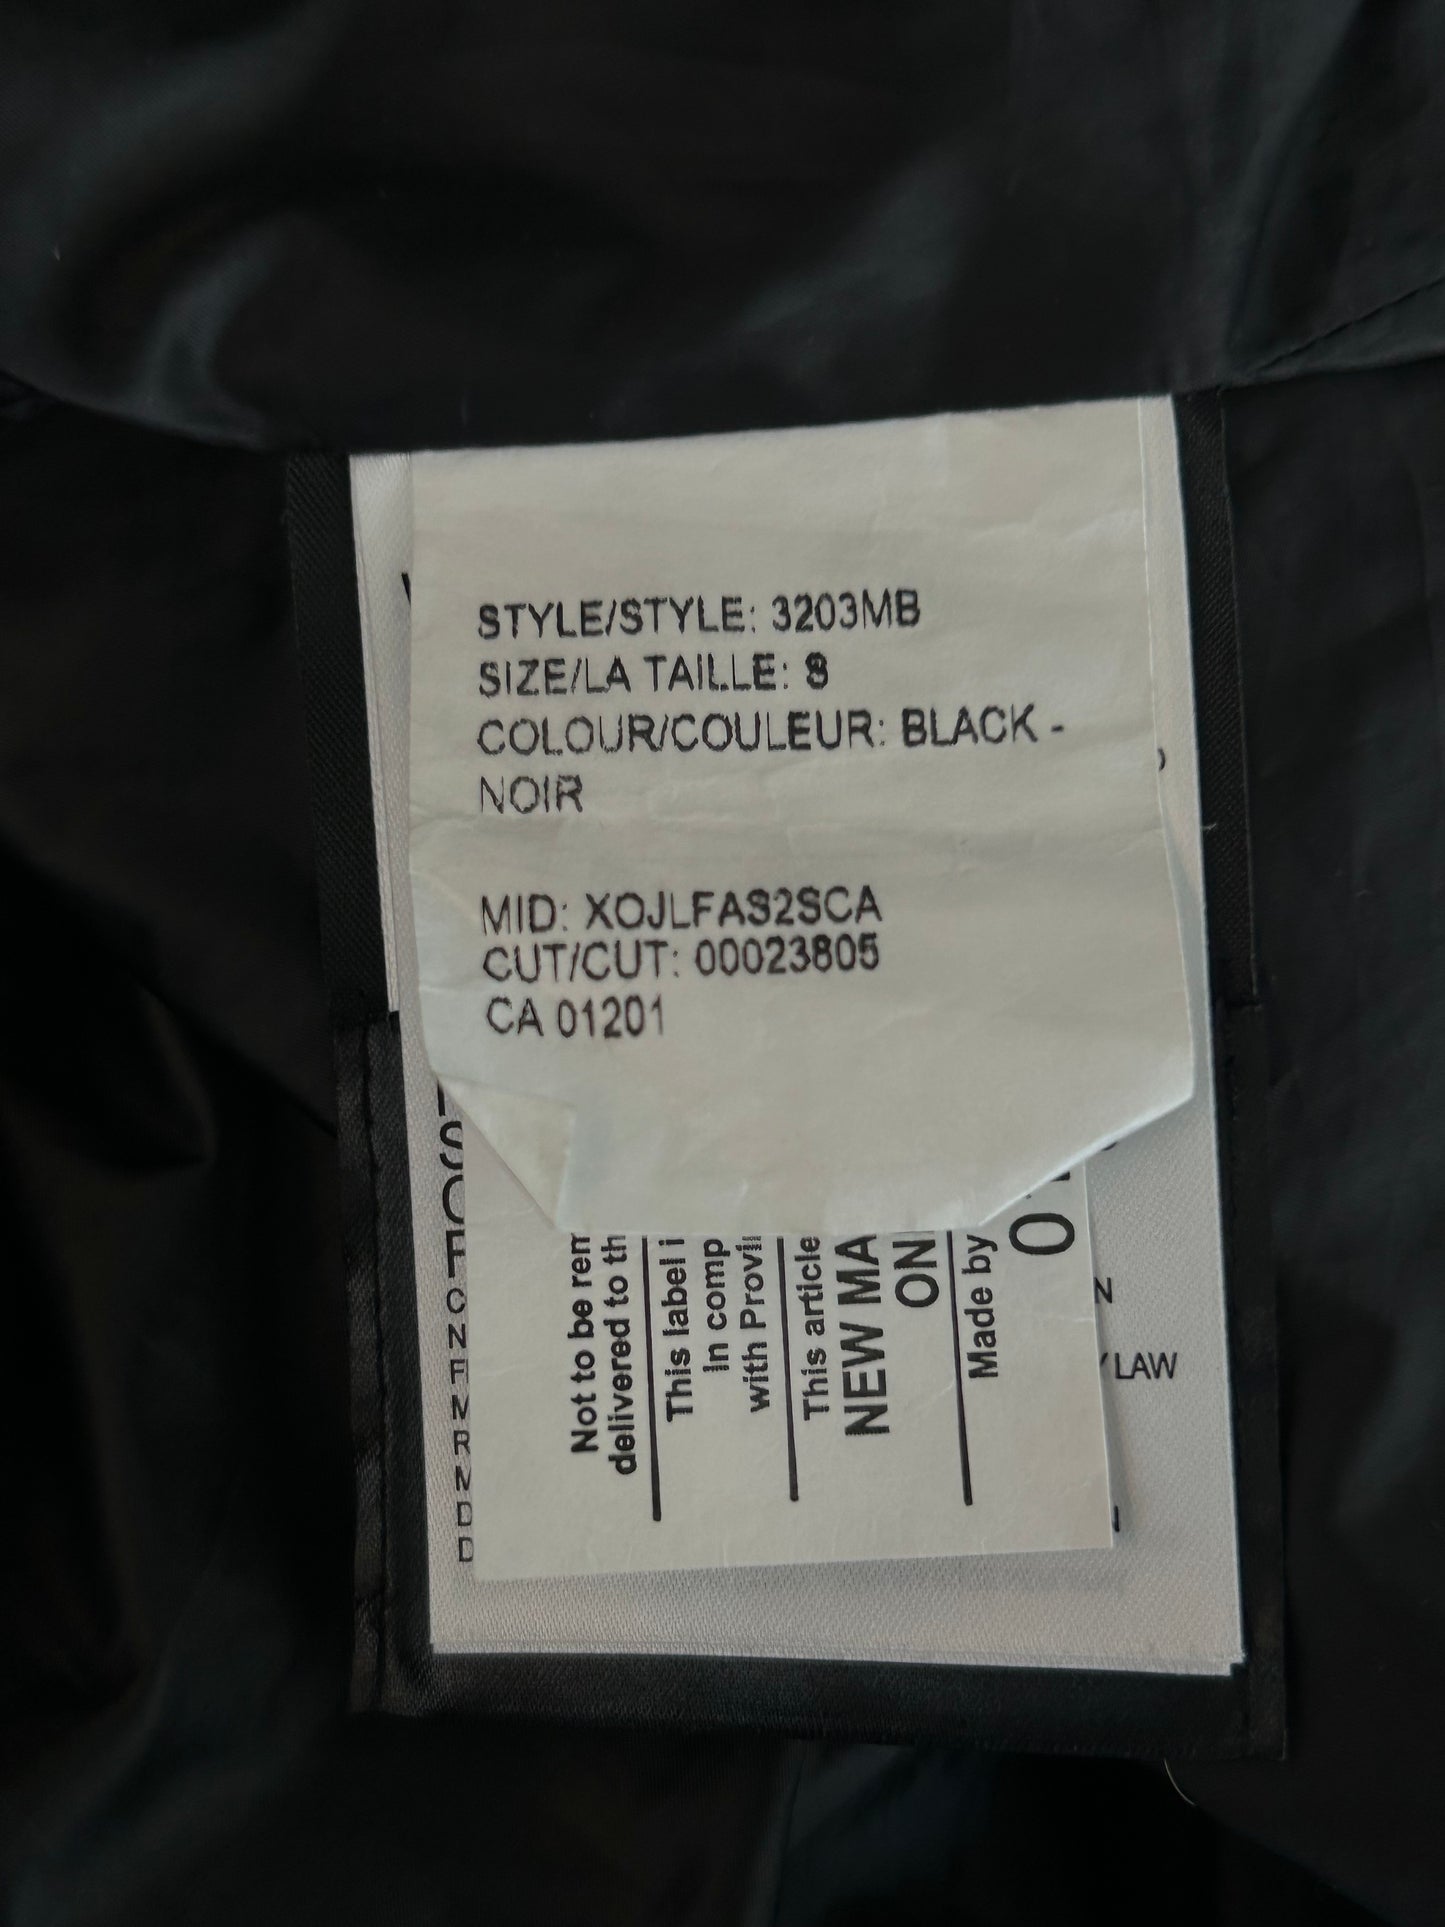 STYLE/STYLE: 3203MB
SIZE/LA TAILLE: S
COLOUR/COULEUR: BLACK -
NOIR
MID: XOJLFAS2SCA
CUT/CUT: 00023805
CA 01201
Not to be rem
delivered to th
This label i
In comp
with Provi
This article
NEW MA
ON
Made by
LAW